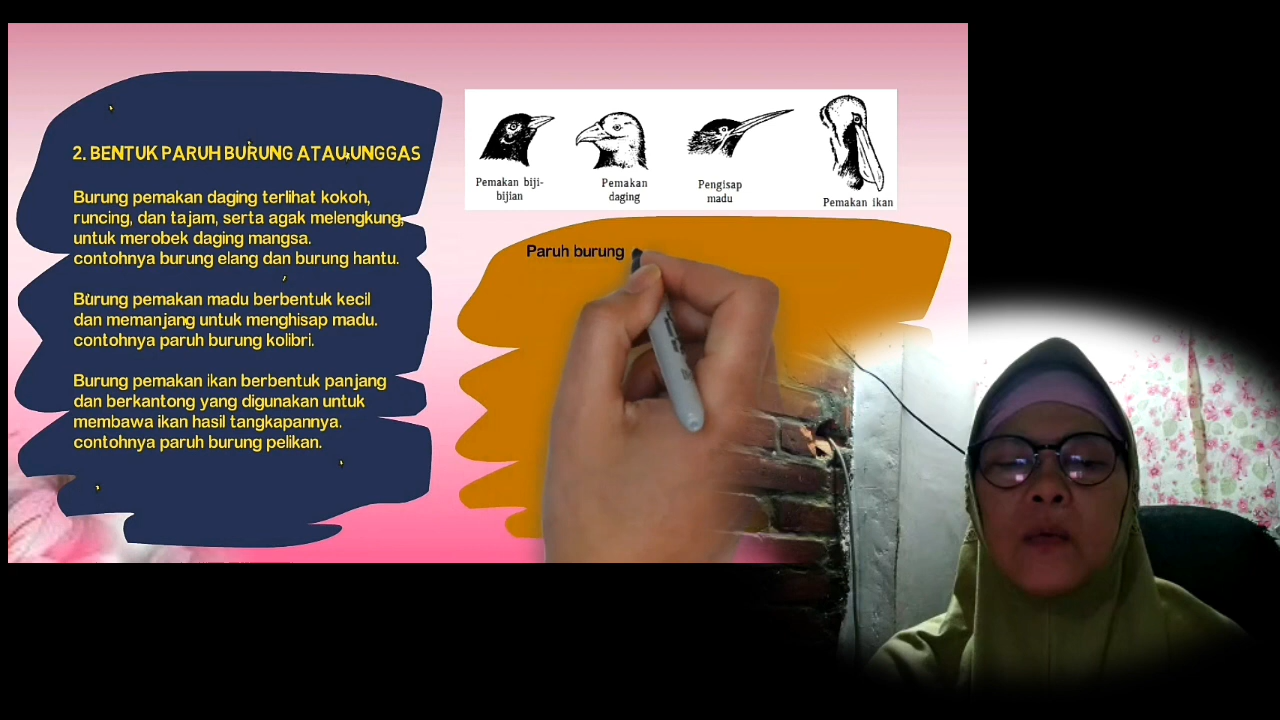 2. BENTUK PARUH BURUNG ATAU UNGGAS
Burung pemakan daging terlihat kokoh,
runcing, dan tajam, serta agak melengkung,
untuk merobek daging mangsa.
contohnya burung elang dan burung hantu.
Burung pemakan madu berbentuk kecil
dan memanjang untuk menghisap madu.
contohnya paruh burung kolibri.
Burung pemakan ikan berbentuk panjang
dan berkantong yang digunakan untuk
membawa ikan hasil tangkapannya.
contohnya paruh burung pelikan.
Pemakan biji-
bijian
Pemakan
daging
Pengisap
madu
Pemakan ikan
Paruh burung